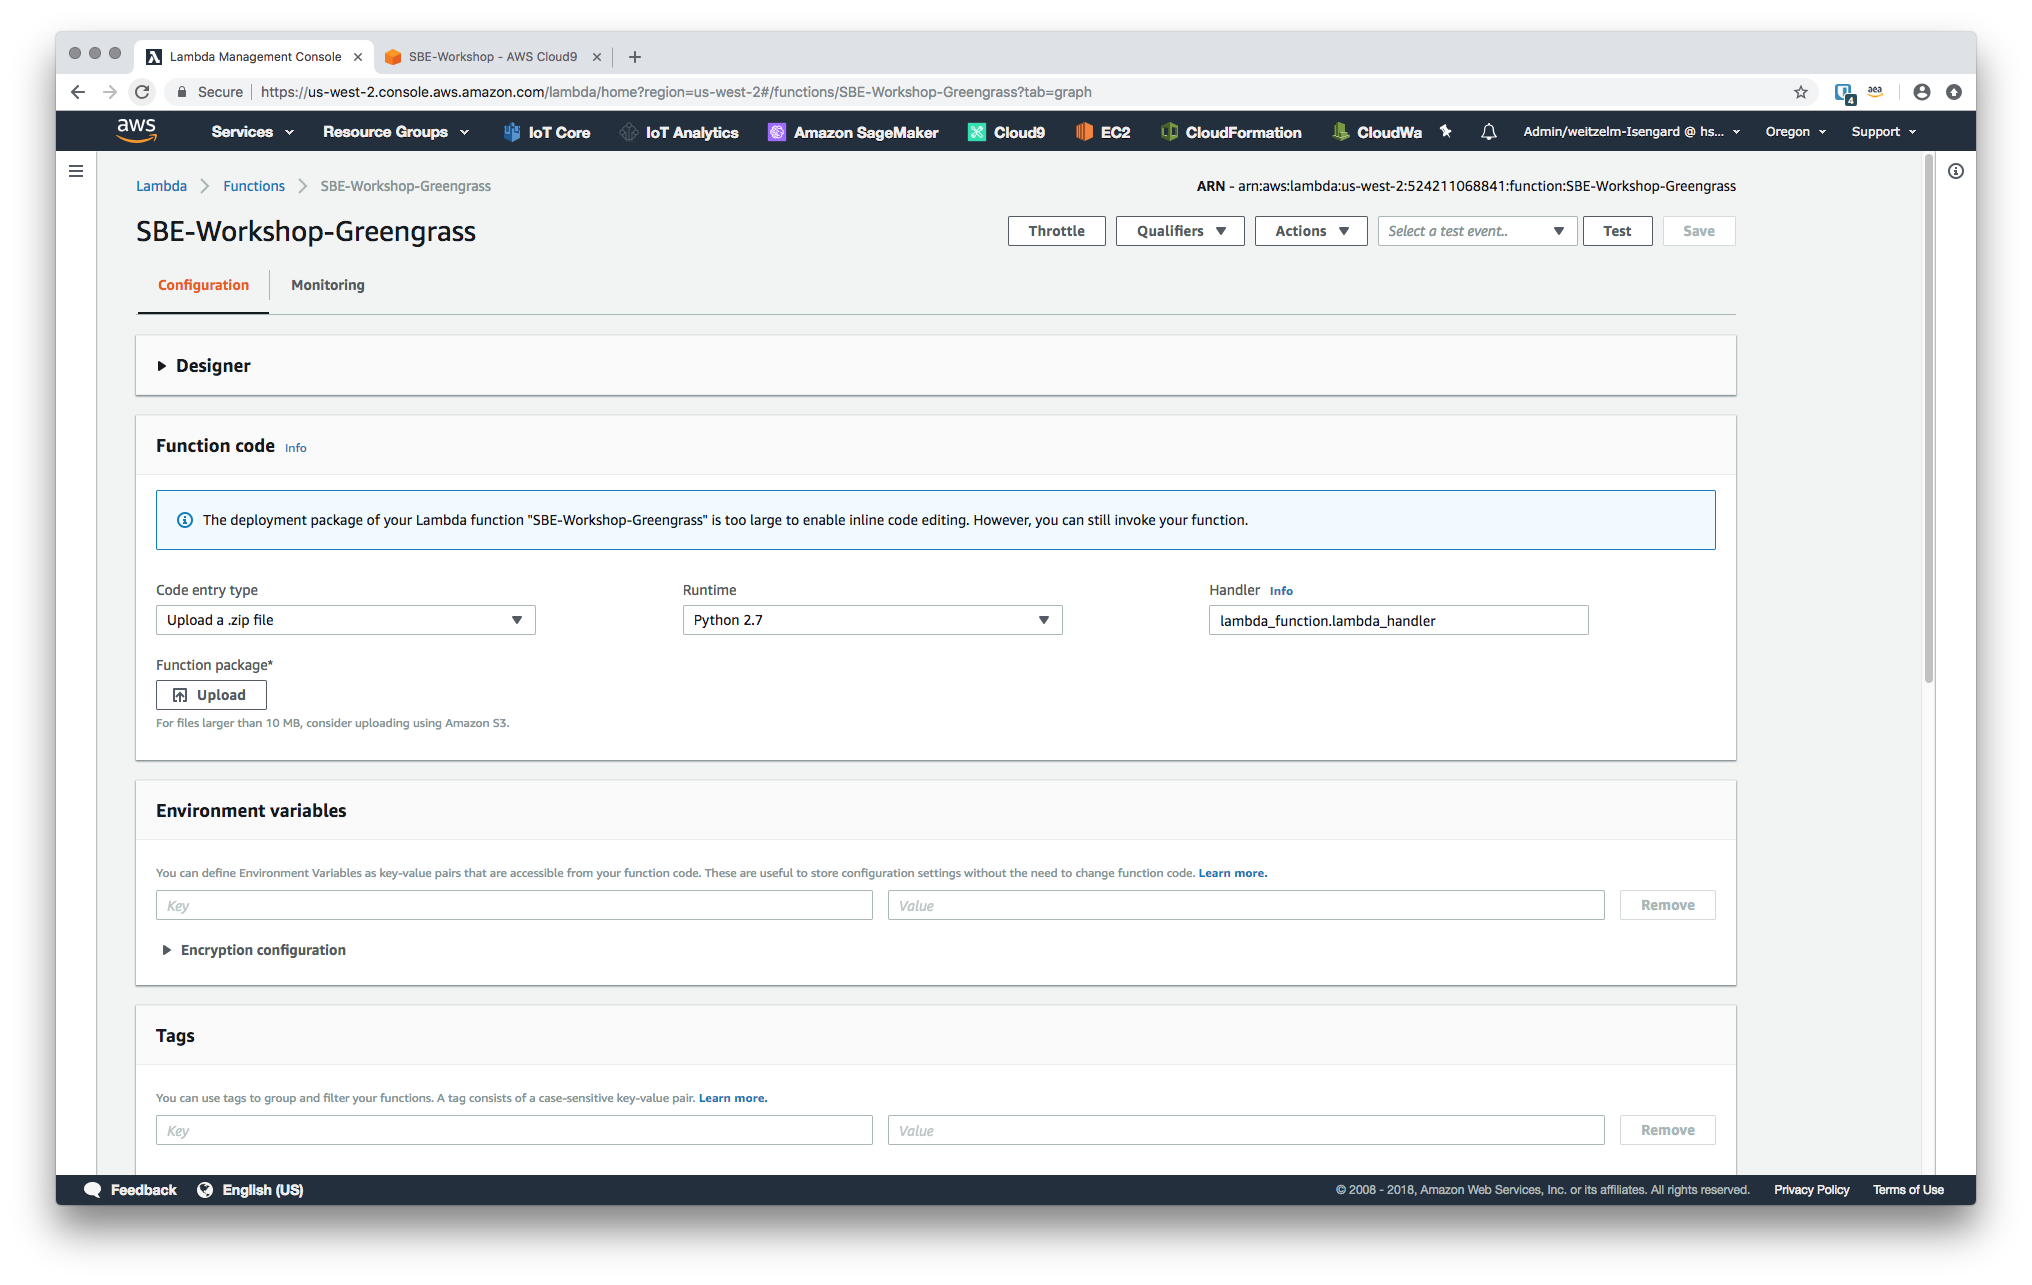 Lambda Management Console
SBE-Workshop - AWS Cloud9
Secure https://us-west-2.console.aws.amazon.com/lambda/home?region=us-west-2#/functions/SBE-Workshop-Greengrass?tab=graph
4
aea
aws Services Resource Groups IoT Core IoT Analytics Amazon SageMaker Cloud9 EC2 CloudFormation CloudWa Admin/weitzelm-Isengard @ hs... Oregon Support
Lambda Functions SBE-Workshop-Greengrass
ARN - arn:aws:lambda:us-west-2:524211068841:function:SBE-Workshop-Greengrass
SBE-Workshop-Greengrass
Throttle Qualifiers Actions Select a test event.. Test Save
Configuration Monitoring
Designer
Function code Info
The deployment package of your Lambda function "SBE-Workshop-Greengrass" is too large to enable inline code editing. However, you can still invoke your function.
Code entry type Runtime Handler Info
Upload a .zip file Python 2.7 lambda_function.lambda_handler
Function package*
Upload
For files larger than 10 MB, consider uploading using Amazon S3.
Environment variables
You can define Environment Variables as key-value pairs that are accessible from your function code. These are useful to store configuration settings without the need to change function code. Learn more.
Key Value Remove
Encryption configuration
Tags
You can use tags to group and filter your functions. A tag consists of a case-sensitive key-value pair. Learn more.
Key Value Remove
Feedback English (US) © 2008 - 2018, Amazon Web Services, Inc. or its affiliates. All rights reserved. Privacy Policy Terms of Use